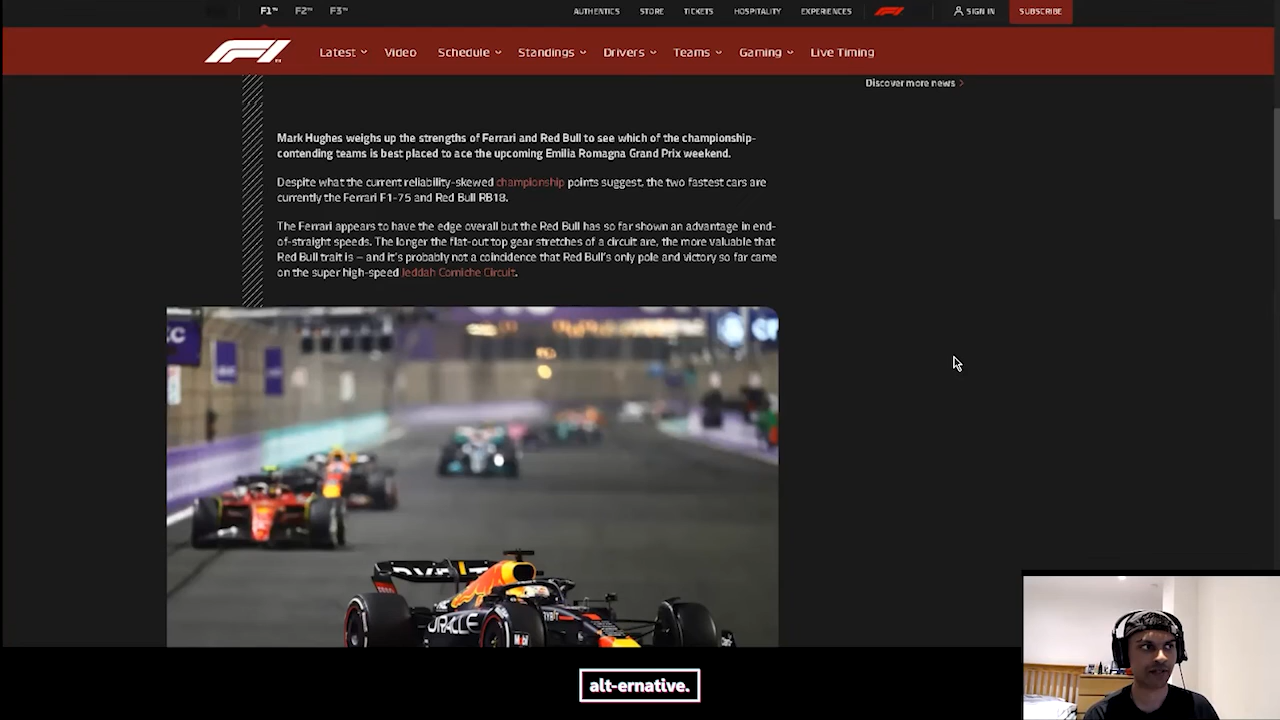 F1™ F2™ F3™ AUTHENTICS STORE TICKETS HOSPITALITY EXPERIENCES F1 SIGN IN SUBSCRIBE
F1 Latest Video Schedule Standings Drivers Teams Gaming Live Timing
Discover more news
Mark Hughes weighs up the strengths of Ferrari and Red Bull to see which of the championship-
contending teams is best placed to ace the upcoming Emilia Romagna Grand Prix weekend.
Despite what the current reliability-skewed championship points suggest, the two fastest cars are
currently the Ferrari F1-75 and Red Bull RB18.
The Ferrari appears to have the edge overall but the Red Bull has so far shown an advantage in end-
of-straight speeds. The longer the flat-out top gear stretches of a circuit are, the more valuable that
Red Bull trait is – and it's probably not a coincidence that Red Bull's only pole and victory so far came
on the super high-speed Jeddah Corniche Circuit.
ORACLE
alt-ernative.